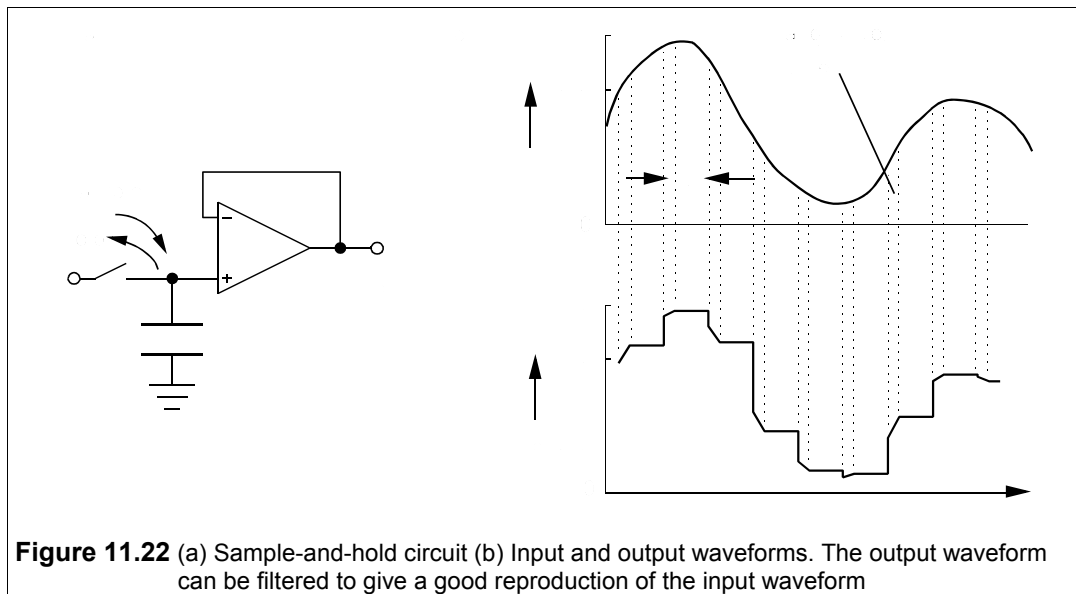 −
+
Figure 11.22 (a) Sample-and-hold circuit (b) Input and output waveforms. The output waveform
can be filtered to give a good reproduction of the input waveform